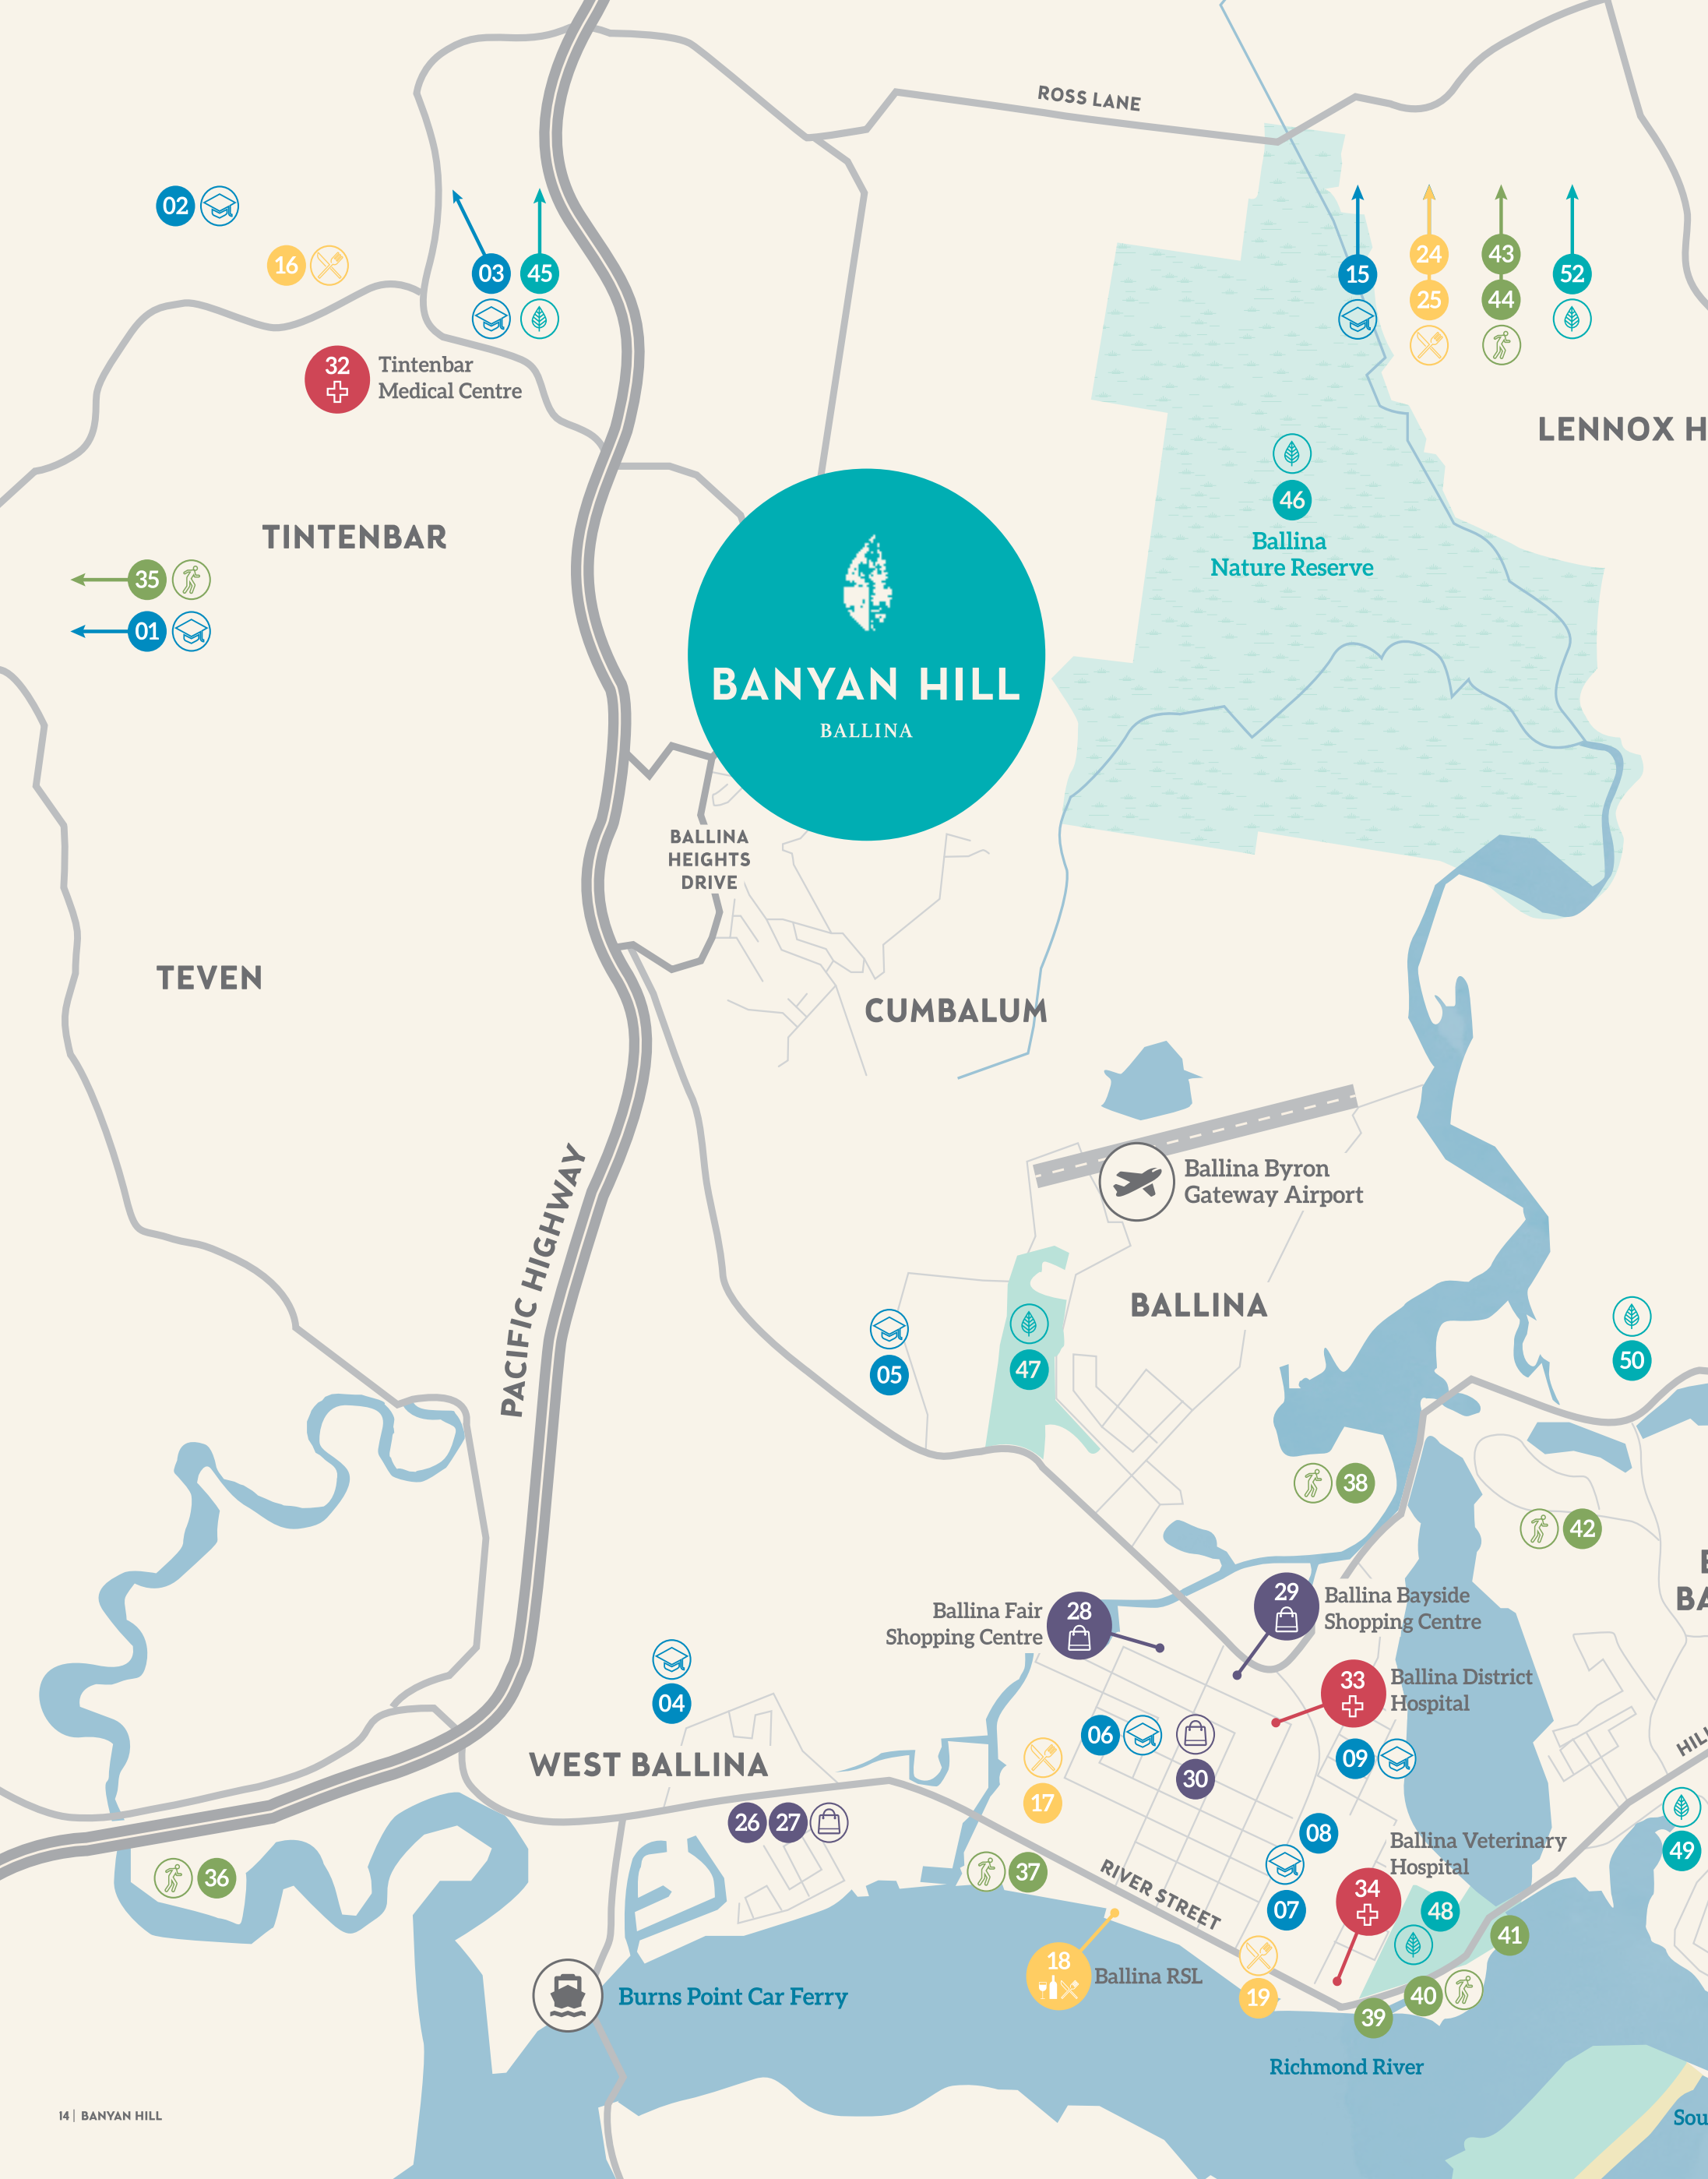 ROSS LANE
02
16
03
45
15
24
25
43
44
52
32
Tintenbar
Medical Centre
LENNOX H
TINTENBAR
46
Ballina
Nature Reserve
35
01
BANYAN HILL
BALLINA
BALLINA
HEIGHTS
DRIVE
TEVEN
CUMBALUM
PACIFIC HIGHWAY
Ballina Byron
Gateway Airport
BALLINA
05
47
50
38
42
28
Ballina Fair
Shopping Centre
29
Ballina Bayside
Shopping Centre
BA
04
33
Ballina District
Hospital
06
30
09
WEST BALLINA
17
HILL
26
27
08
07
49
36
37
RIVER STREET
Ballina Veterinary
Hospital
34
48
41
18
Ballina RSL
19
40
39
Burns Point Car Ferry
Richmond River
14 | BANYAN HILL
Sou